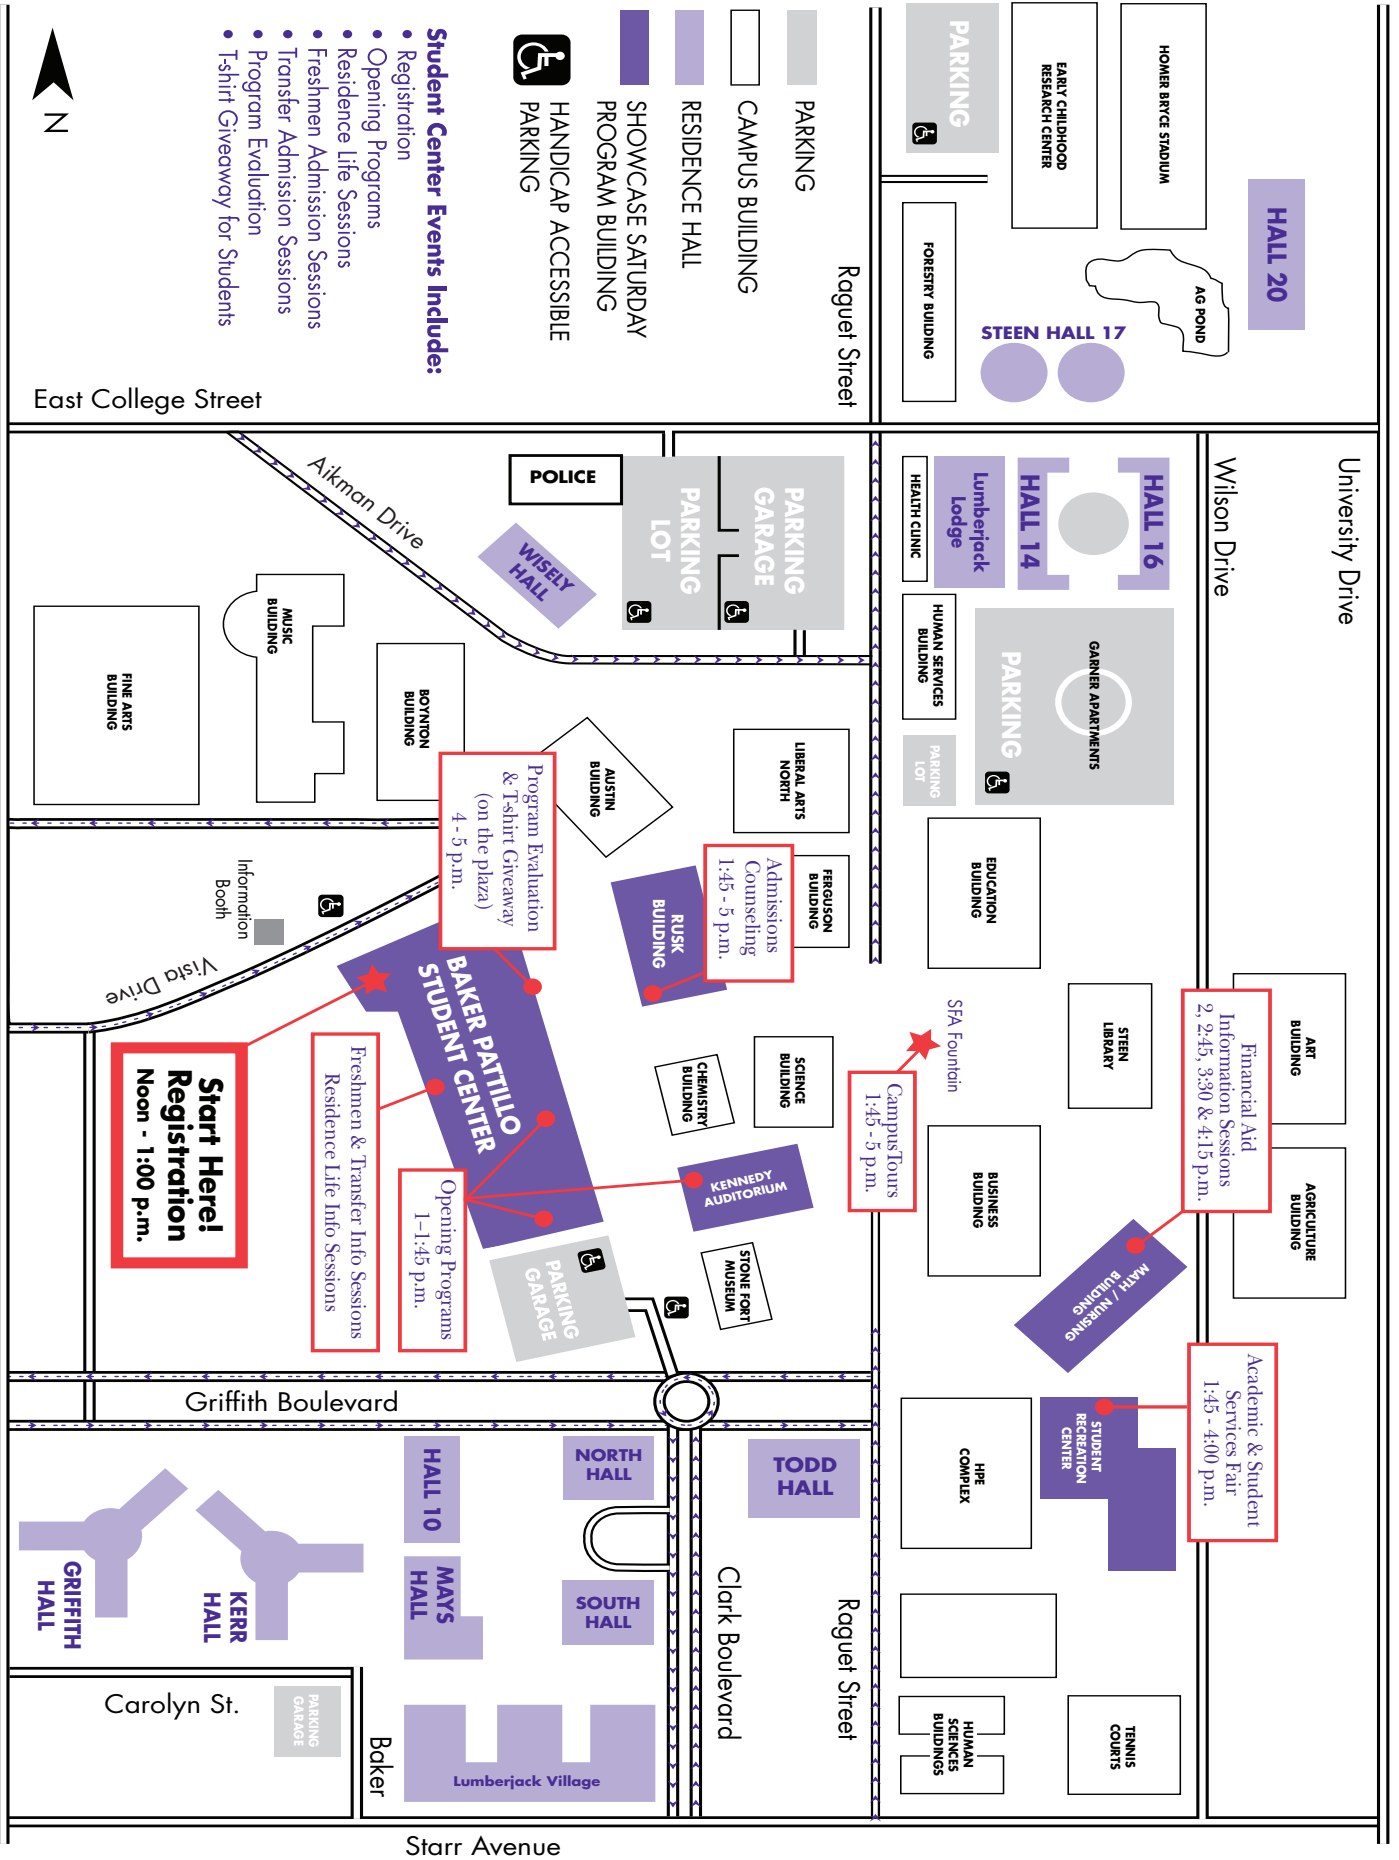 PARKING
CAMPUS BUILDING
RESIDENCE HALL
SHOWCASE SATURDAY
PROGRAM BUILDING
HANDICAP ACCESSIBLE
PARKING
Student Center Events Include:
• Registration
• Opening Programs
• Residence Life Sessions
• Freshmen Admission Sessions
• Transfer Admission Sessions
• Program Evaluation
• T-shirt Giveaway for Students
N
PARKING
EARLY CHILDHOOD
RESEARCH CENTER
HOMER BRYCE STADIUM
HALL 20
AG POND
STEEN HALL 17
FORESTRY BUILDING
Raguet Street
East College Street
University Drive
Wilson Drive
HALL 16
HALL 14
Lumberjack
Lodge
HEALTH CLINIC
HUMAN SERVICES
BUILDING
GARNER APARTMENTS
PARKING
PARKING
LOT
PARKING
GARAGE
PARKING
LOT
POLICE
WISELY
HALL
Aikman Drive
MUSIC
BUILDING
FINE ARTS
BUILDING
BOYNTON
BUILDING
AUSTIN
BUILDING
LIBERAL ARTS
NORTH
FERGUSON
BUILDING
RUSK
BUILDING
Admissions
Counseling
1:45 - 5 p.m.
Program Evaluation
& T-shirt Giveaway
(on the plaza)
4 - 5 p.m.
EDUCATION
BUILDING
STEEN
LIBRARY
ART
BUILDING
AGRICULTURE
BUILDING
Financial Aid
Information Sessions
2, 2:45, 3:30 & 4:15 p.m.
SFA Fountain
CampusTours
1:45 - 5 p.m.
BUSINESS
BUILDING
MATH / NURSING
BUILDING
SCIENCE
BUILDING
CHEMISTRY
BUILDING
KENNEDY
AUDITORIUM
STONE FORT
MUSEUM
BAKER PATTILLO
STUDENT CENTER
Information
Booth
Vista Drive
Start Here!
Registration
Noon - 1:00 p.m.
Freshmen & Transfer Info Sessions
Residence Life Info Sessions
Opening Programs
1–1:45 p.m.
PARKING
GARAGE
Academic & Student
Services Fair
1:45 - 4:00 p.m.
STUDENT
RECREATION
CENTER
HPE
COMPLEX
Griffith Boulevard
TODD
HALL
NORTH
HALL
SOUTH
HALL
HALL 10
MAYS
HALL
KERR
HALL
GRIFFITH
HALL
Clark Boulevard
Raguet Street
HUMAN
SCIENCES
BUILDINGS
TENNIS
COURTS
Lumberjack Village
Baker
PARKING
GARAGE
Carolyn St.
Starr Avenue